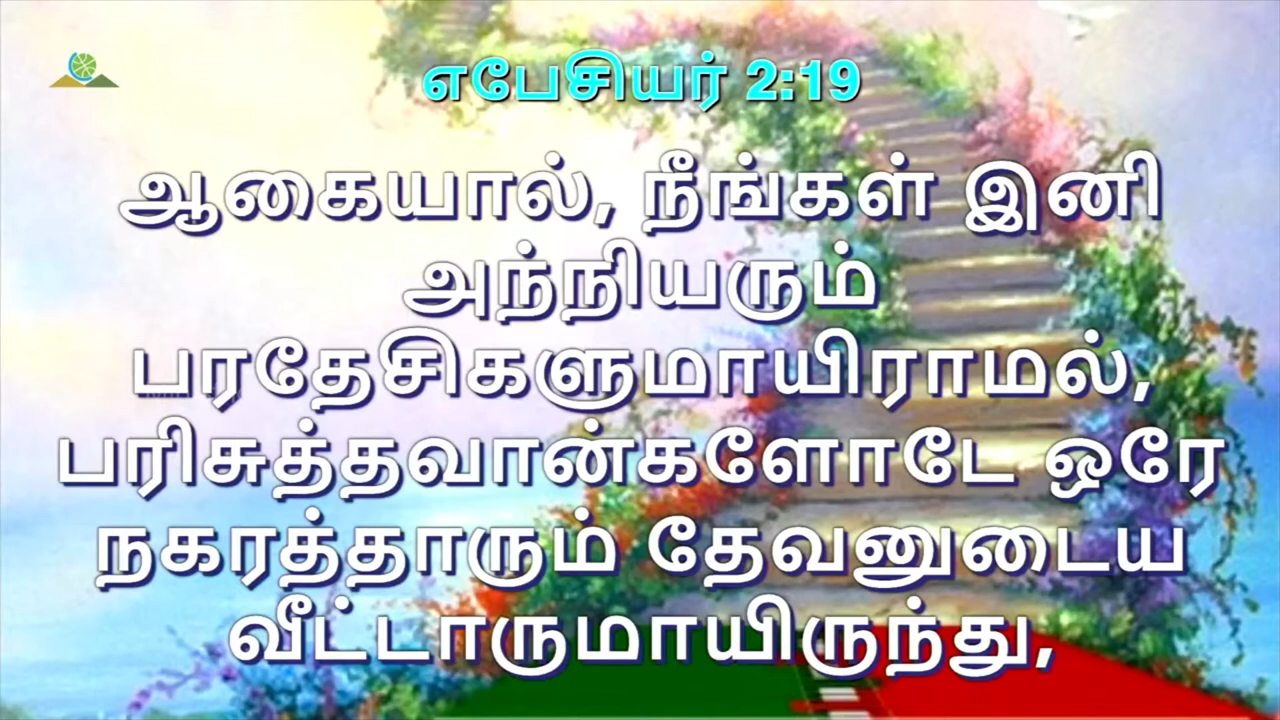 எபேசியர் 2:19
ஆகையால், நீங்கள் இனி
அந்நியரும்
பரதேசிகளுமாயிராமல்,
பரிசுத்தவான்களோடே ஒரே
நகரத்தாரும் தேவனுடைய
வீட்டாருமாயிருந்து,